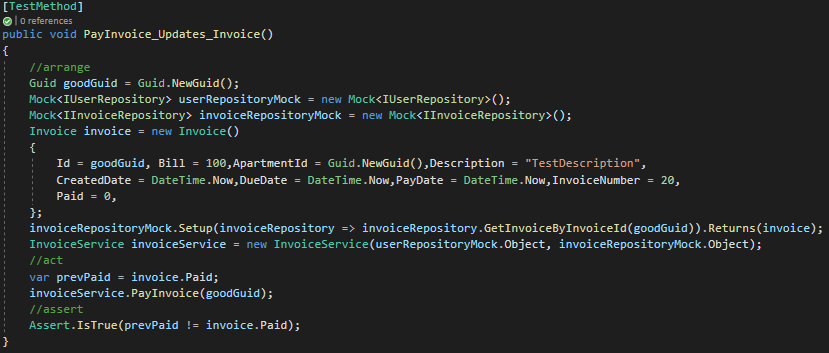 [TestMethod]
| 0 references
public void PayInvoice_Updates_Invoice()
{
//arrange
Guid goodGuid = Guid.NewGuid();
Mock<IUserRepository> userRepositoryMock = new Mock<IUserRepository>();
Mock<IInvoiceRepository> invoiceRepositoryMock = new Mock<IInvoiceRepository>();
Invoice invoice = new Invoice()
{
Id = goodGuid, Bill = 100,ApartmentId = Guid.NewGuid(),Description = "TestDescription",
CreatedDate = DateTime.Now,DueDate = DateTime.Now,PayDate = DateTime.Now,InvoiceNumber = 20,
Paid = 0,
};
invoiceRepositoryMock.Setup(invoiceRepository => invoiceRepository.GetInvoiceByInvoiceId(goodGuid)).Returns(invoice);
InvoiceService invoiceService = new InvoiceService(userRepositoryMock.Object, invoiceRepositoryMock.Object);
//act
var prevPaid = invoice.Paid;
invoiceService.PayInvoice(goodGuid);
//assert
Assert.IsTrue(prevPaid != invoice.Paid);
}